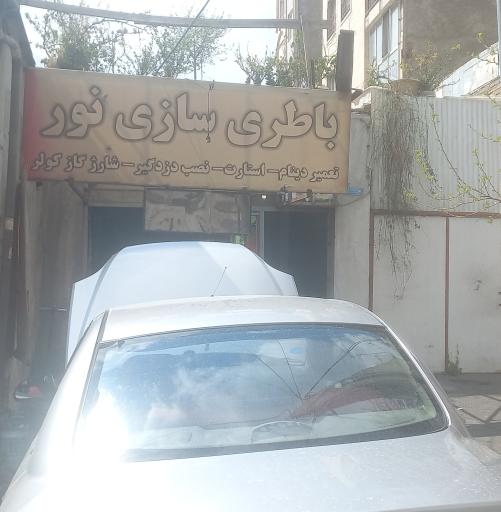 باطری سازی نور
تعمیر دینام - استارت - نصب دزدگیر - شارژ گاز کولر